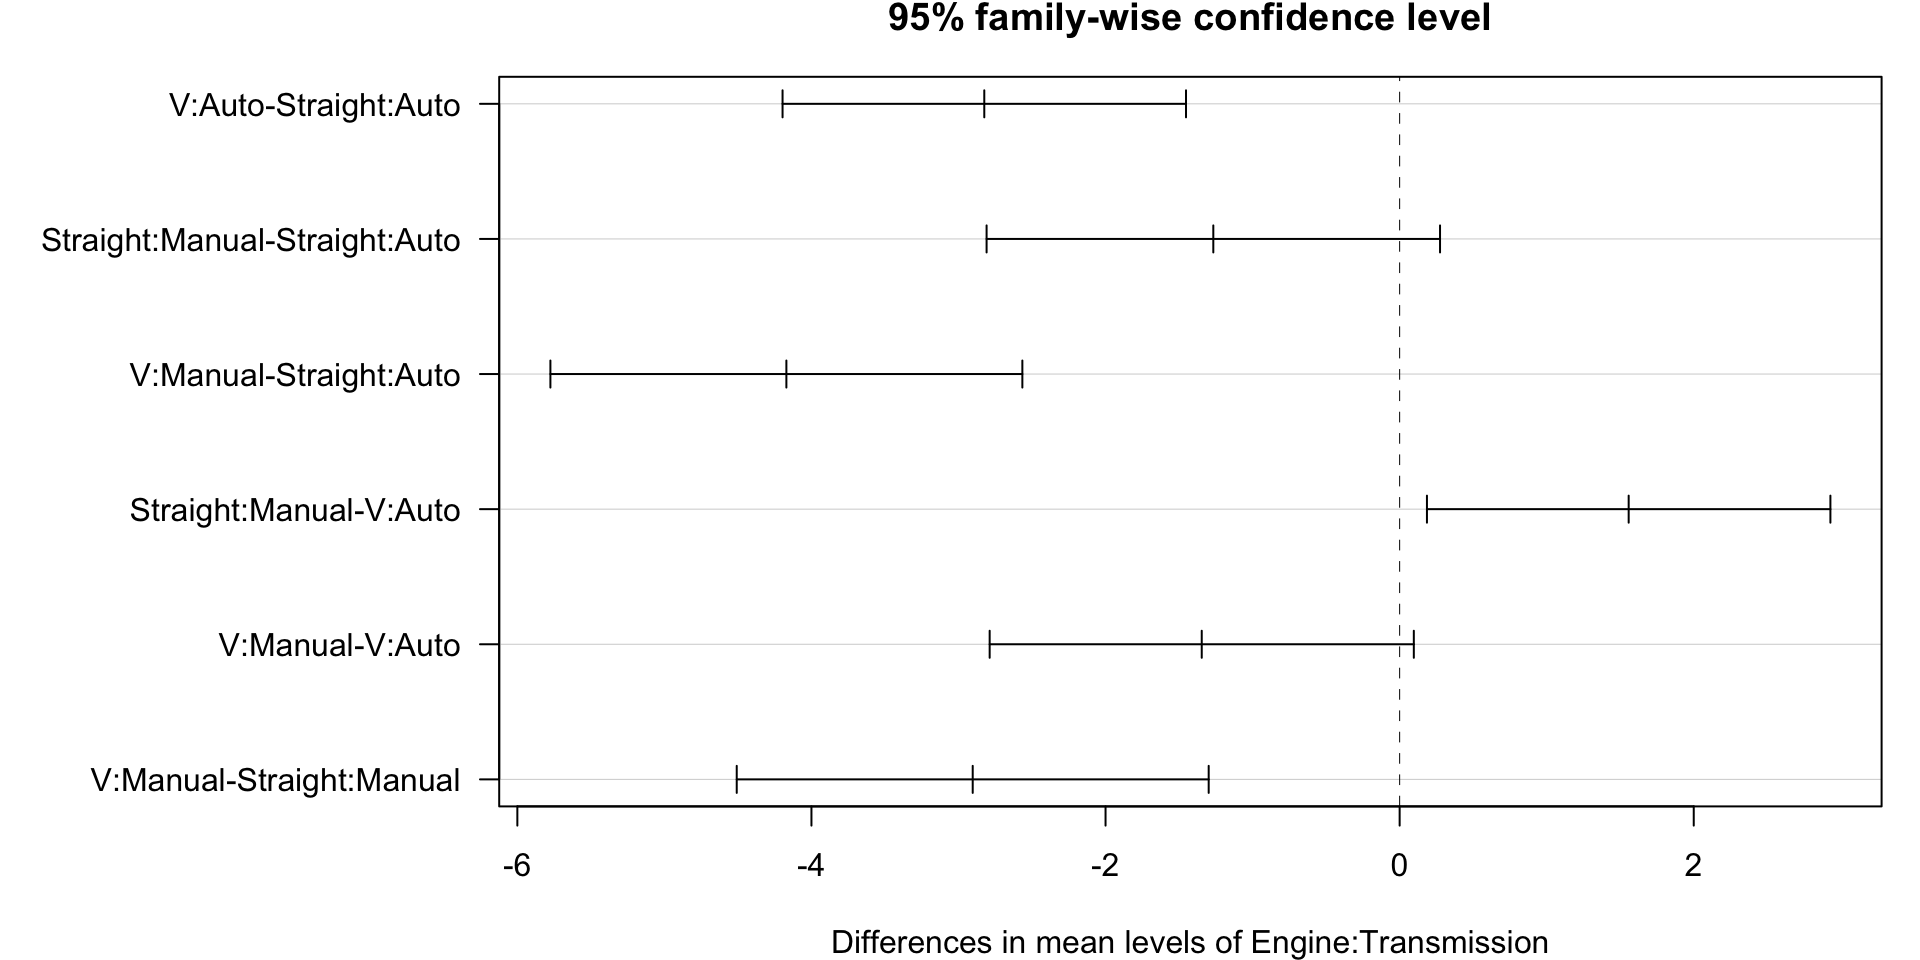 95% family-wise confidence level
V:Auto-Straight:Auto
Straight:Manual-Straight:Auto
V:Manual-Straight:Auto
Straight:Manual-V:Auto
V:Manual-V:Auto
V:Manual-Straight:Manual
-6 -4 -2 0 2
Differences in mean levels of Engine:Transmission